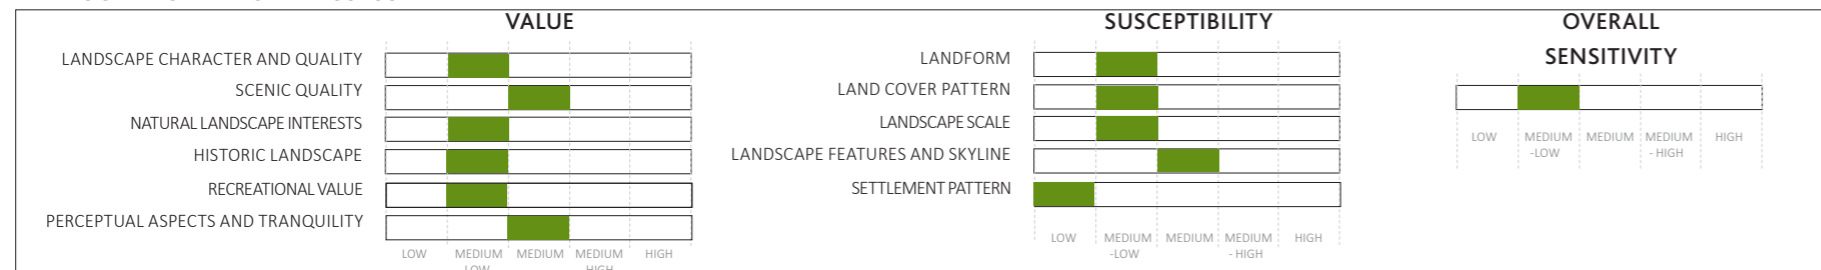 VALUE
LANDSCAPE CHARACTER AND QUALITY
SCENIC QUALITY
NATURAL LANDSCAPE INTERESTS
HISTORIC LANDSCAPE
RECREATIONAL VALUE
PERCEPTUAL ASPECTS AND TRANQUILITY
LOW MEDIUM MEDIUM MEDIUM HIGH
SUSCEPTIBILITY
LANDFORM
LAND COVER PATTERN
LANDSCAPE SCALE
LANDSCAPE FEATURES AND SKYLINE
SETTLEMENT PATTERN
LOW MEDIUM MEDIUM MEDIUM HIGH
-LOW - HIGH
OVERALL
SENSITIVITY
LOW MEDIUM MEDIUM MEDIUM HIGH
-LOW - HIGH